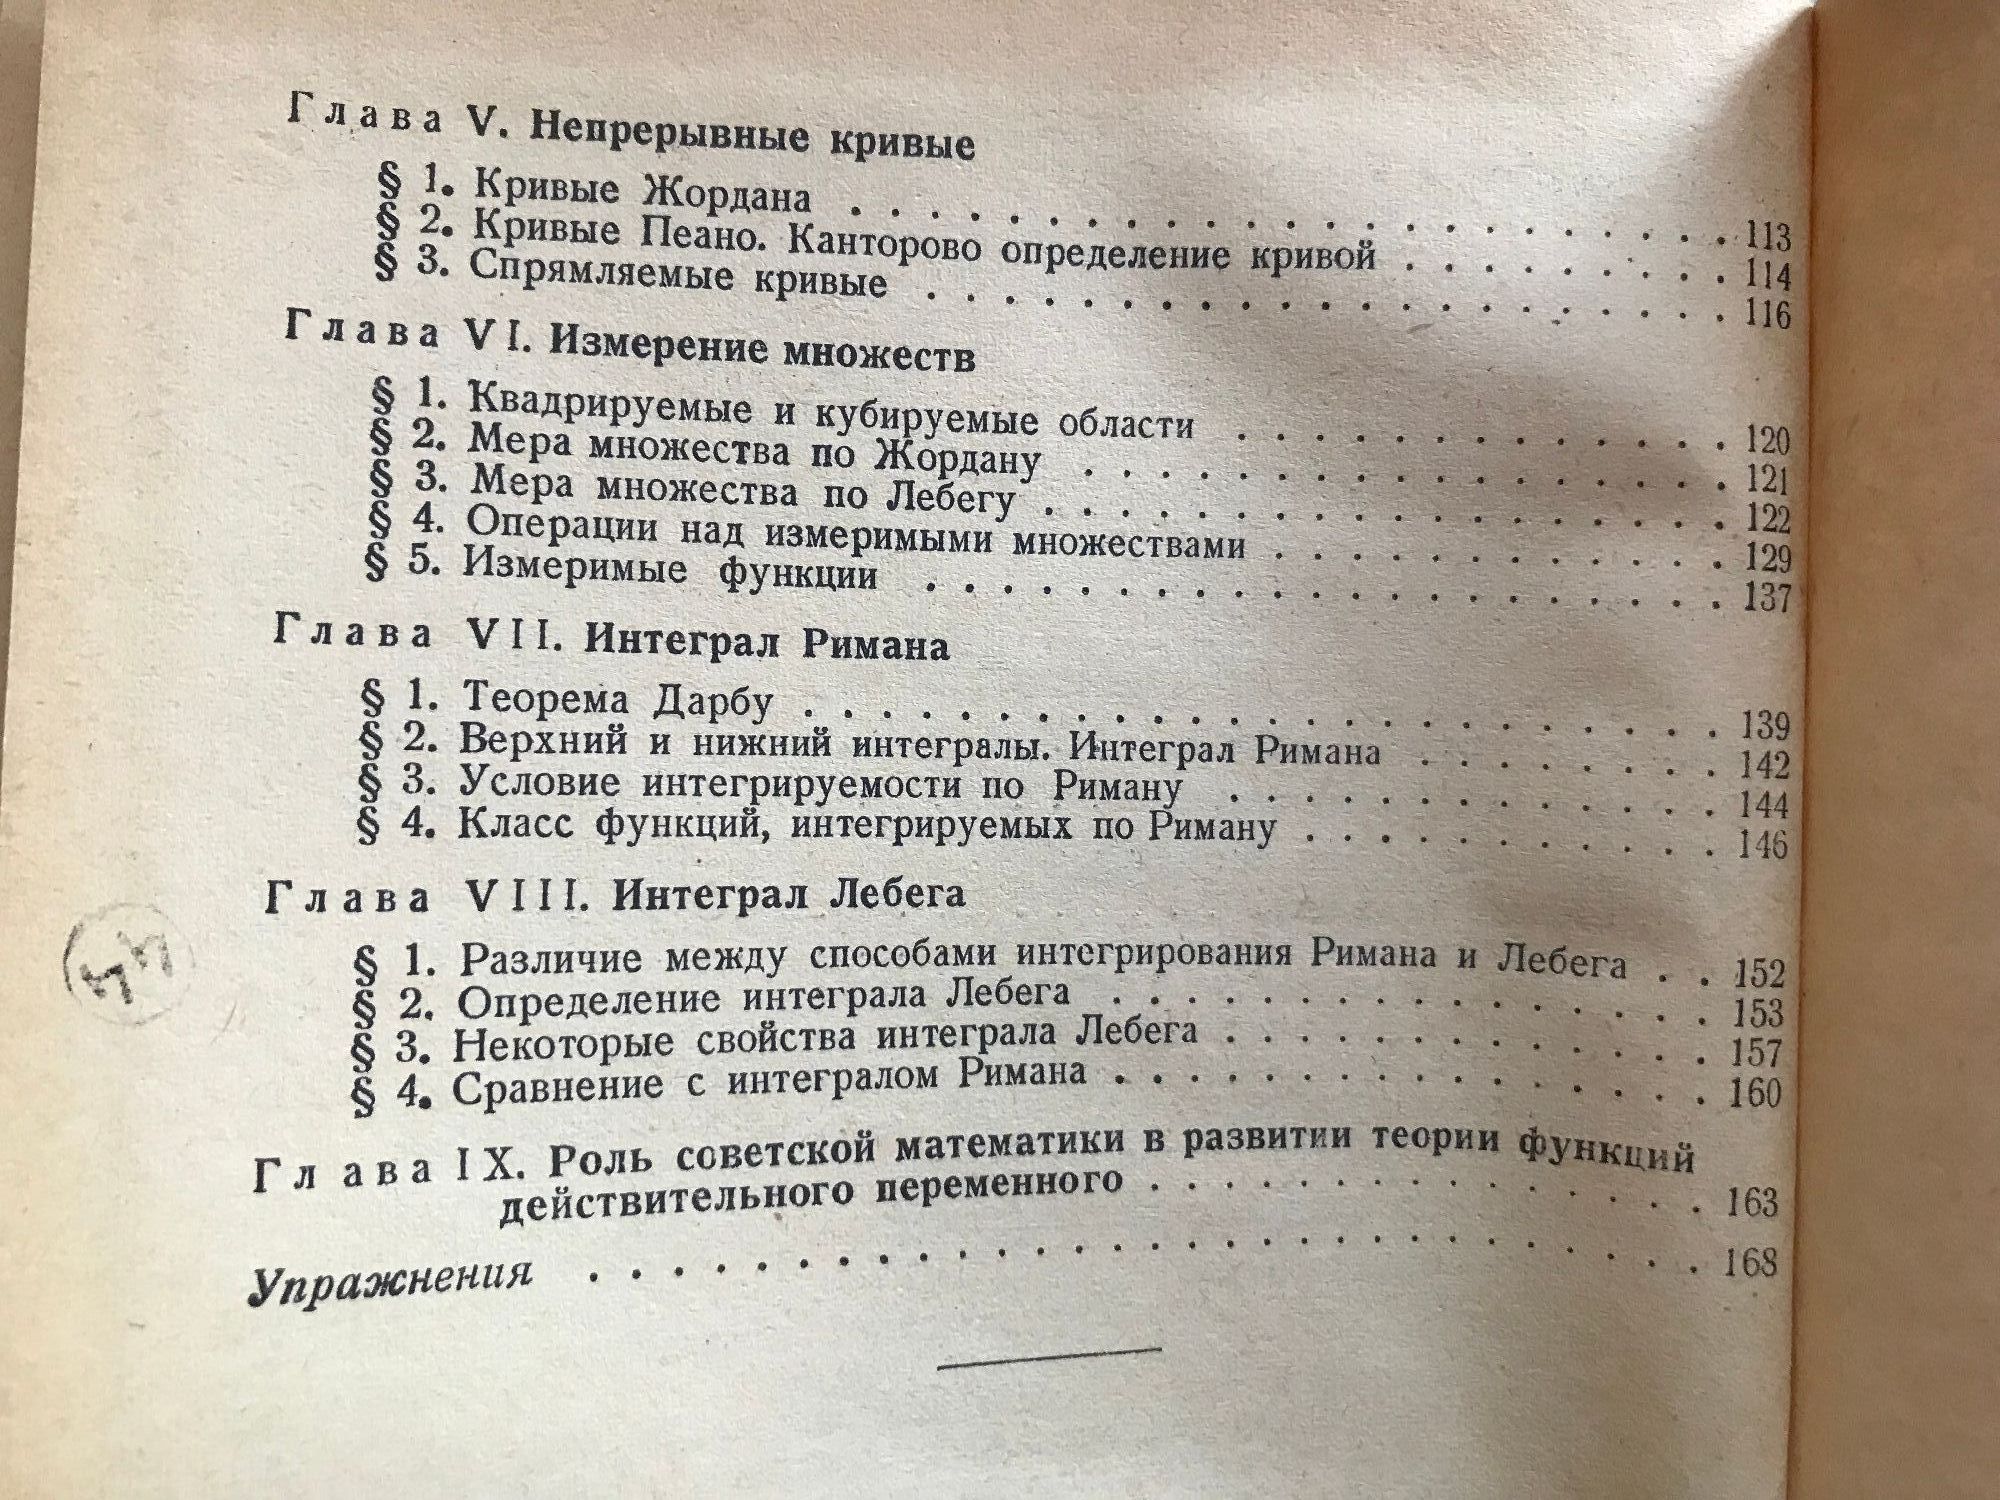 Глава V. Непрерывные кривые
§ 1. Кривые Жордана . . . . . . . . . . . . . . . . . . . . . . . 113
§ 2. Кривые Пеано. Канторово определение кривой . . . . . . . . . 114
§ 3. Спрямляемые кривые . . . . . . . . . . . . . . . . . . . . . 116
Глава VI. Измерение множеств
§ 1. Квадрируемые и кубируемые области . . . . . . . . . . . . . 120
§ 2. Мера множества по Жордану . . . . . . . . . . . . . . . . . 121
§ 3. Мера множества по Лебегу . . . . . . . . . . . . . . . . . . 122
§ 4. Операции над измеримыми множествами . . . . . . . . . . . . 129
§ 5. Измеримые функции . . . . . . . . . . . . . . . . . . . . . 137
Глава VII. Интеграл Римана
§ 1. Теорема Дарбу . . . . . . . . . . . . . . . . . . . . . . . . 139
§ 2. Верхний и нижний интегралы. Интеграл Римана . . . . . . . . 142
§ 3. Условие интегрируемости по Риману . . . . . . . . . . . . . 144
§ 4. Класс функций, интегрируемых по Риману . . . . . . . . . . . 146
Глава VIII. Интеграл Лебега
§ 1. Различие между способами интегрирования Римана и Лебега . . 152
§ 2. Определение интеграла Лебега . . . . . . . . . . . . . . . . 153
§ 3. Некоторые свойства интеграла Лебега . . . . . . . . . . . . . 157
§ 4. Сравнение с интегралом Римана . . . . . . . . . . . . . . . . 160
Глава IX. Роль советской математики в развитии теории функций
действительного переменного . . . . . . . . . . . . . . 163
Упражнения . . . . . . . . . . . . . . . . . . . . . . . . . . . 168